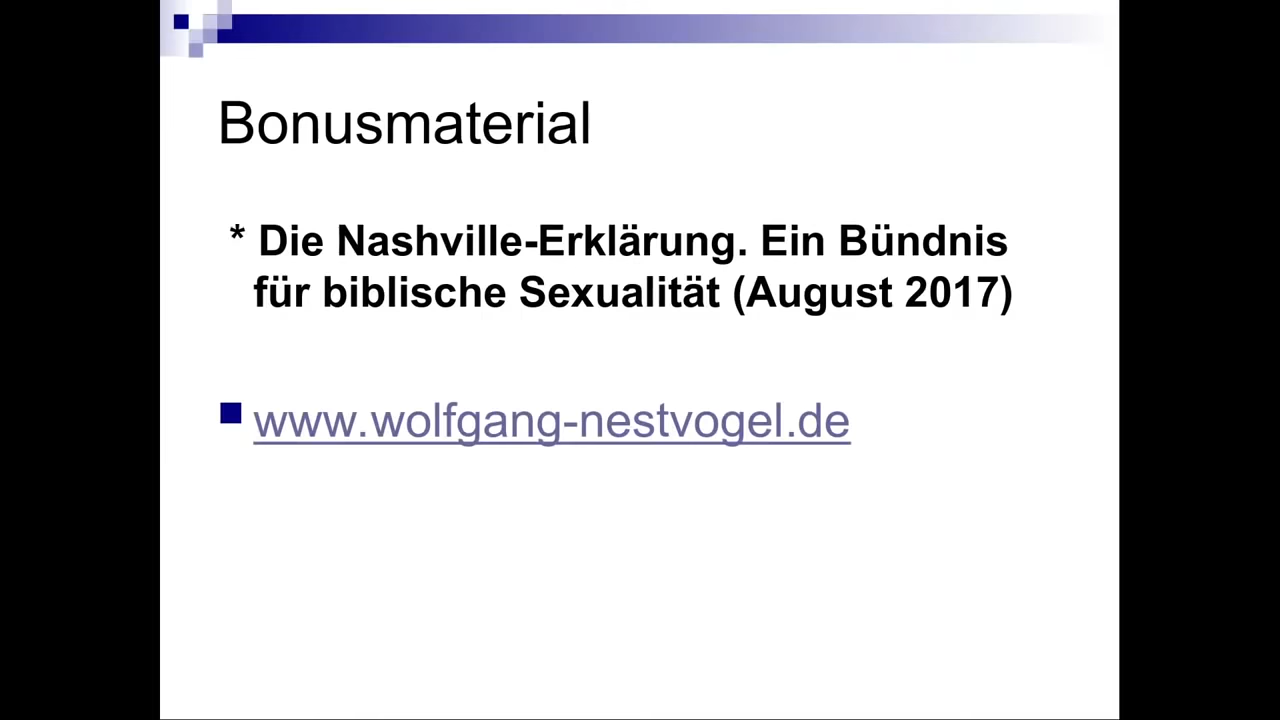 Bonusmaterial
* Die Nashville-Erklärung. Ein Bündnis
für biblische Sexualität (August 2017)
www.wolfgang-nestvogel.de